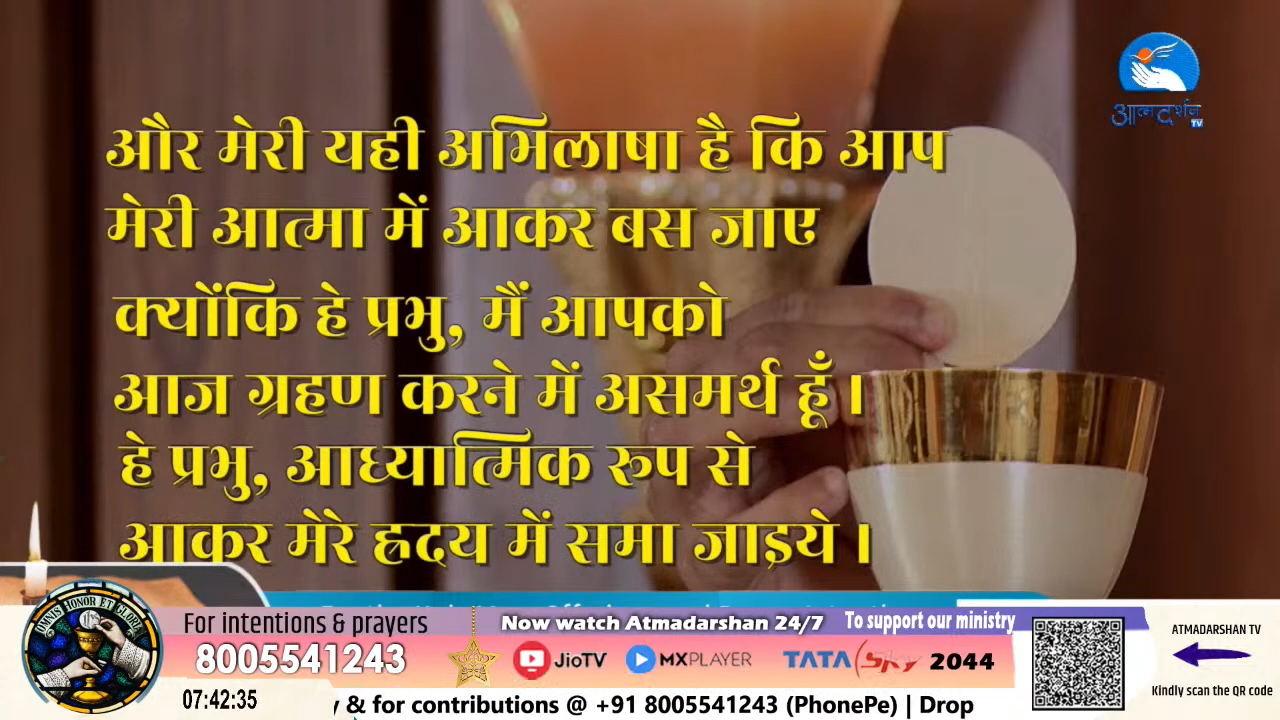 आत्मदर्शन
TV
और मेरी यही अभिलाषा है कि आप
मेरी आत्मा में आकर बस जाए
क्योंकि हे प्रभु, मैं आपको
आज ग्रहण करने में असमर्थ हूँ।
हे प्रभु, आध्यात्मिक रूप से
आकर मेरे ह्रदय में समा जाइये।
OMNIS HONOR ET GLORIA
For intentions & prayers
8005541243
07:42:35
Now watch Atmadarshan 24/7
JioTV
MXPLAYER
TATA Sky 2044
To support our ministry
ATMADARSHAN TV
Kindly scan the QR code
& for contributions @ +91 8005541243 (PhonePe) | Drop